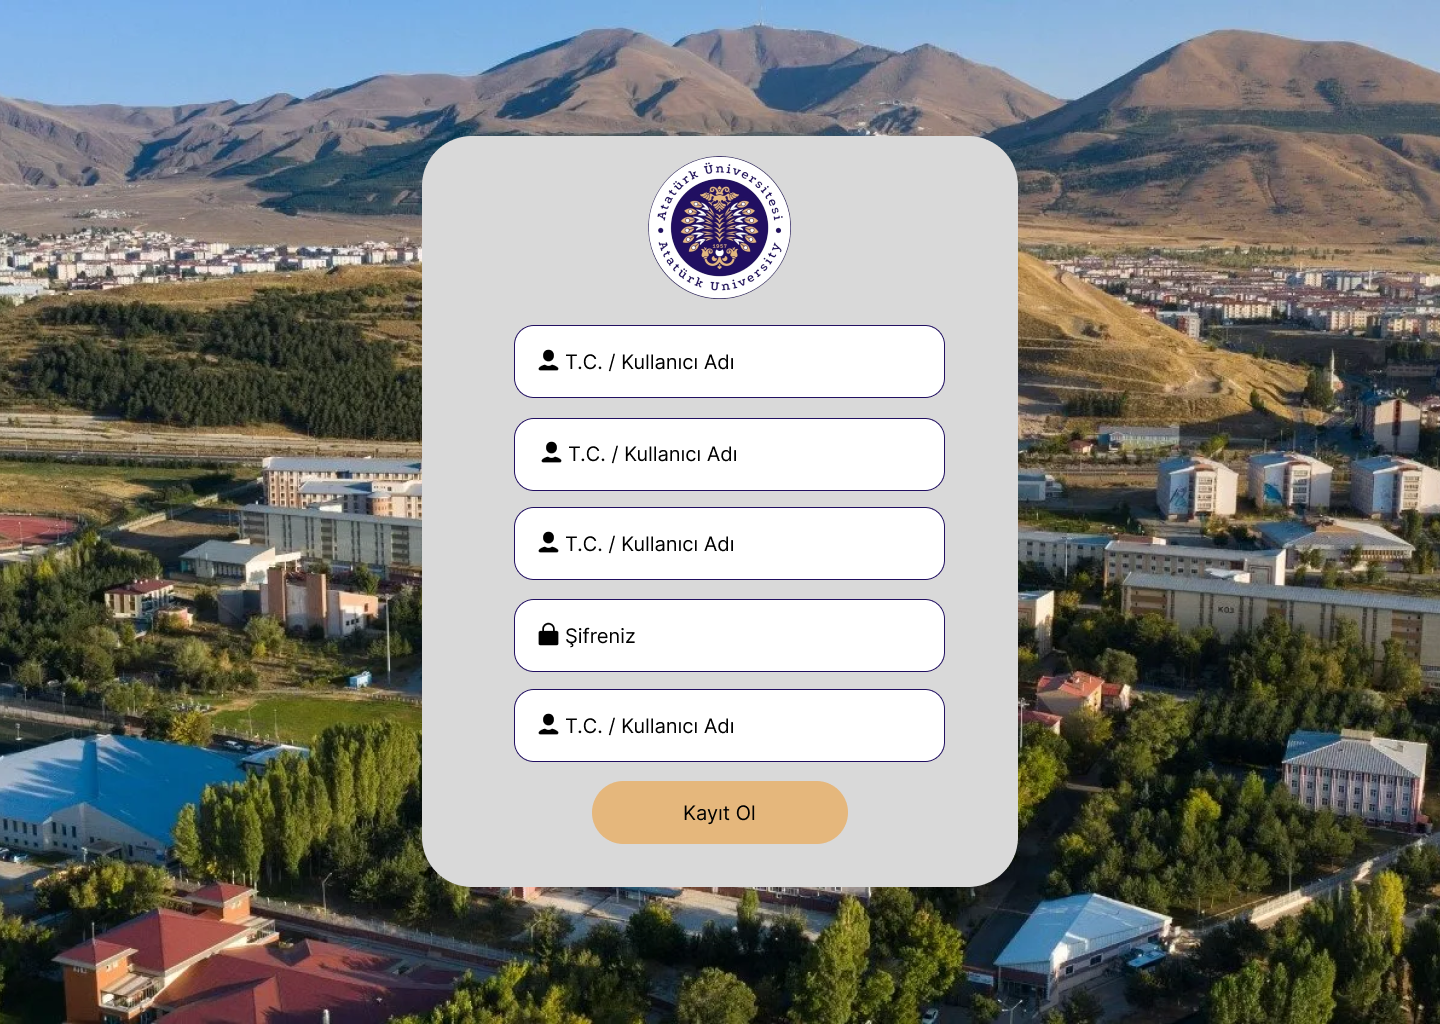 Atatürk Üniversitesi
1957
Atatürk University
T.C. / Kullanıcı Adı
T.C. / Kullanıcı Adı
T.C. / Kullanıcı Adı
Şifreniz
T.C. / Kullanıcı Adı
Kayıt Ol